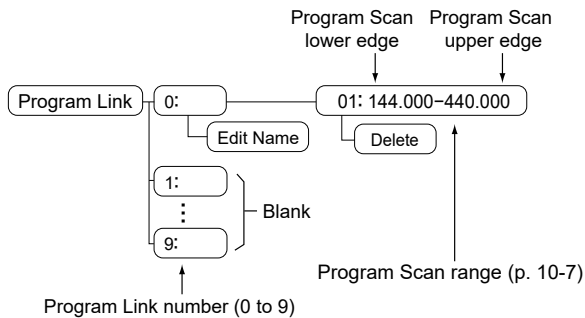 Program Scan
lower edge
Program Scan
upper edge
Program Link
0:
01: 144.000–440.000
Edit Name
Delete
1:
⋮
9:
Blank
Program Scan range (p. 10-7)
Program Link number (0 to 9)